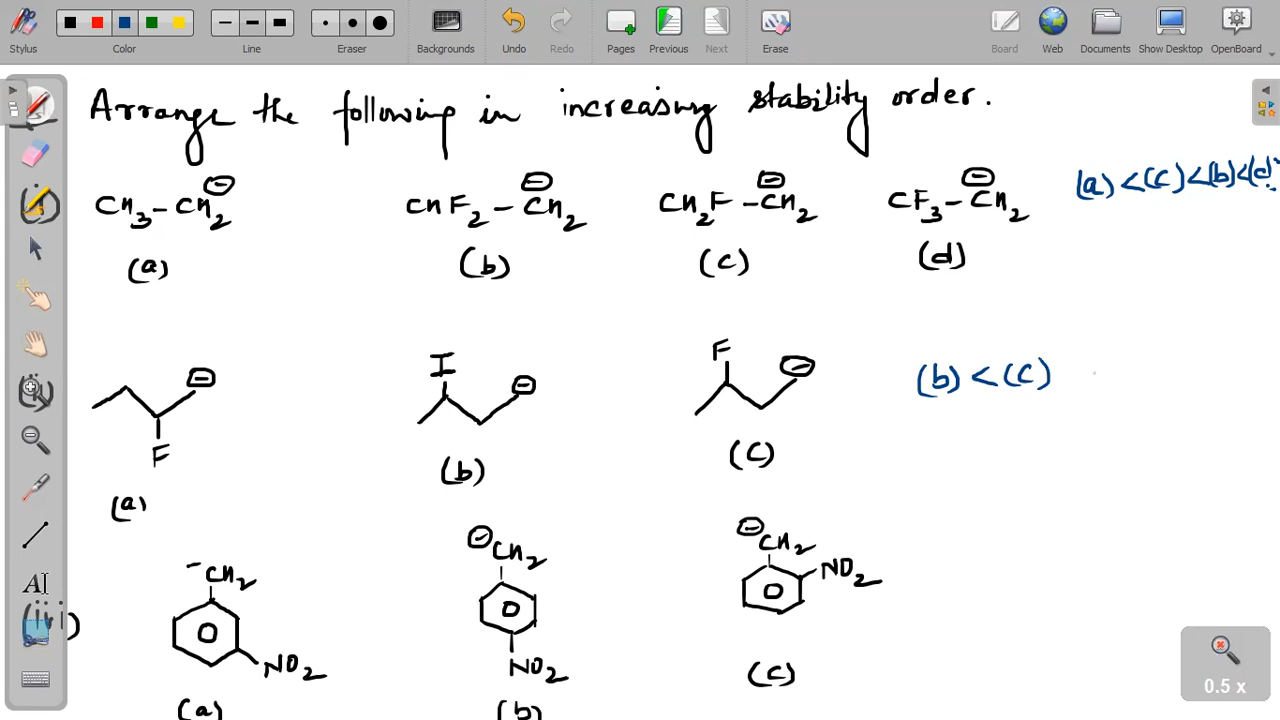 Stylus Color Line Eraser Backgrounds Undo Redo Pages Previous Next Erase Board Web Documents Show Desktop OpenBoard
Arrange the following in increasing stability order.
CH3-CH2⊖ CHF2-CH2⊖ CH2F-CH2⊖ CF3-CH2⊖ (a)<(c)<(b)<(d)
(a) (b) (c) (d)
I F
⊖ ⊖ ⊖ (b)<(c)
F
(a) (b) (c)
⁻CH2 ⊖CH2 ⊖CH2
NO2 NO2 NO2
(a) (b) (c)
0.5 x